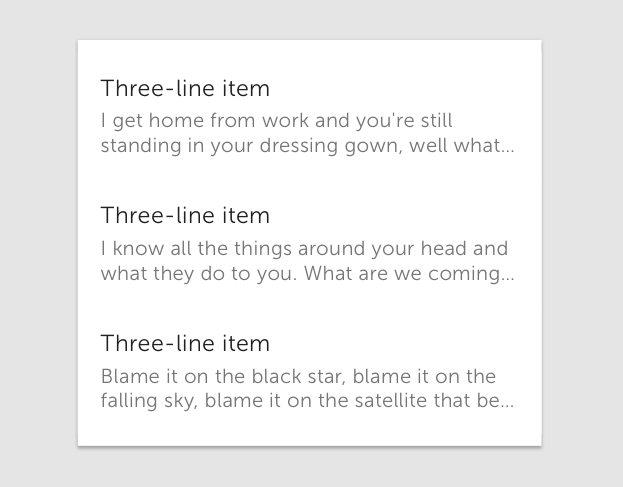 Three-line item
I get home from work and you're still
standing in your dressing gown, well what...
Three-line item
I know all the things around your head and
what they do to you. What are we coming...
Three-line item
Blame it on the black star, blame it on the
falling sky, blame it on the satellite that be...